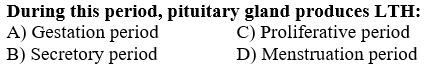 During this period, pituitary gland produces LTH:
A) Gestation period C) Proliferative period
B) Secretory period D) Menstruation period